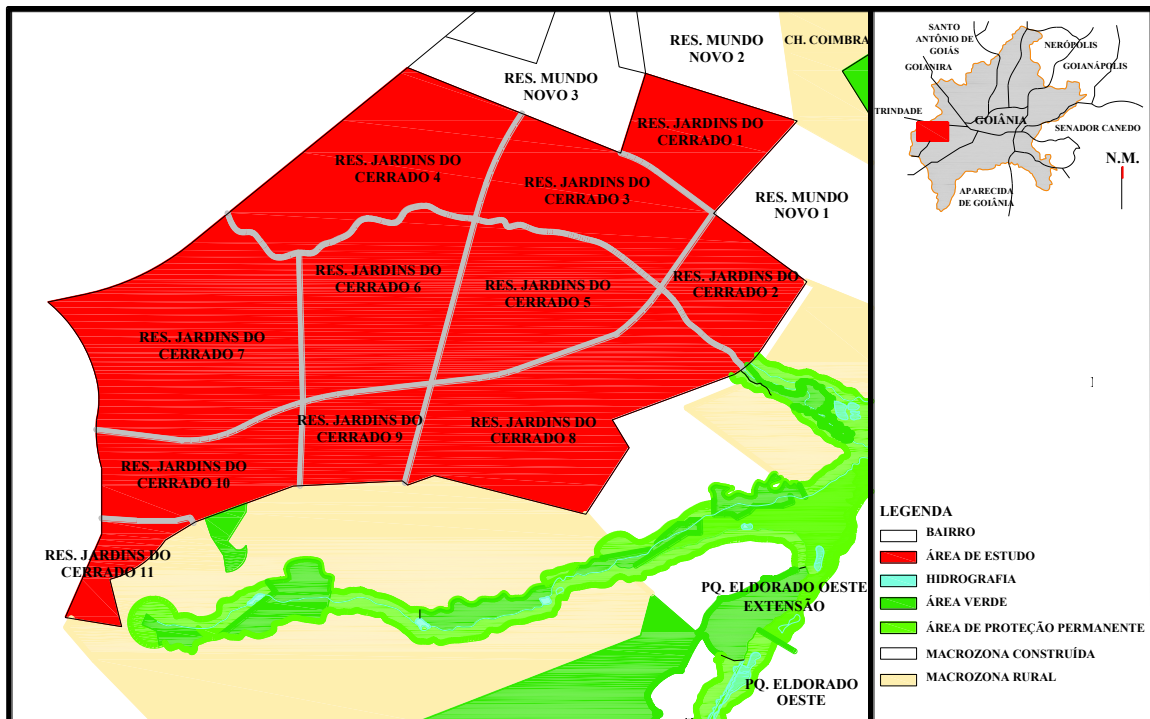 RES. MUNDO
NOVO 2
CH. COIMBRA
RES. MUNDO
NOVO 3
RES. JARDINS DO
CERRADO 1
RES. JARDINS DO
CERRADO 4
RES. JARDINS DO
CERRADO 3
RES. MUNDO
NOVO 1
RES. JARDINS DO
CERRADO 6
RES. JARDINS DO
CERRADO 5
RES. JARDINS DO
CERRADO 2
RES. JARDINS DO
CERRADO 7
RES. JARDINS DO
CERRADO 9
RES. JARDINS DO
CERRADO 8
RES. JARDINS DO
CERRADO 10
RES. JARDINS DO
CERRADO 11
PQ. ELDORADO OESTE
EXTENSÃO
PQ. ELDORADO
OESTE
SANTO
ANTÔNIO DE
GOIÁS
NERÓPOLIS
GOIANIRA
GOIANÁPOLIS
TRINDADE
GOIÂNIA
SENADOR CANEDO
N.M.
APARECIDA
DE GOIÂNIA
LEGENDA
BAIRRO
ÁREA DE ESTUDO
HIDROGRAFIA
ÁREA VERDE
ÁREA DE PROTEÇÃO PERMANENTE
MACROZONA CONSTRUÍDA
MACROZONA RURAL